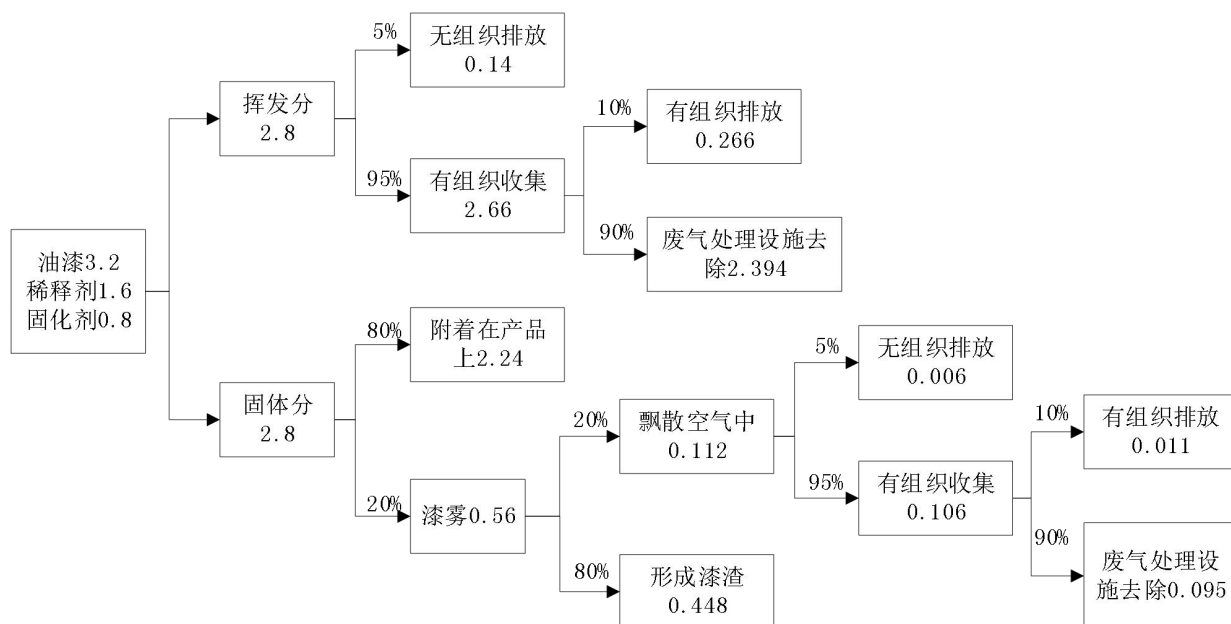 油漆3.2
稀释剂1.6
固化剂0.8
挥发分
2.8
5%
无组织排放
0.14
95%
有组织收集
2.66
10%
有组织排放
0.266
90%
废气处理设施去
除2.394
固体分
2.8
80%
附着在产品
上2.24
20%
漆雾0.56
20%
飘散空气中
0.112
5%
无组织排放
0.006
95%
有组织收集
0.106
10%
有组织排放
0.011
90%
废气处理设
施去除0.095
80%
形成漆渣
0.448